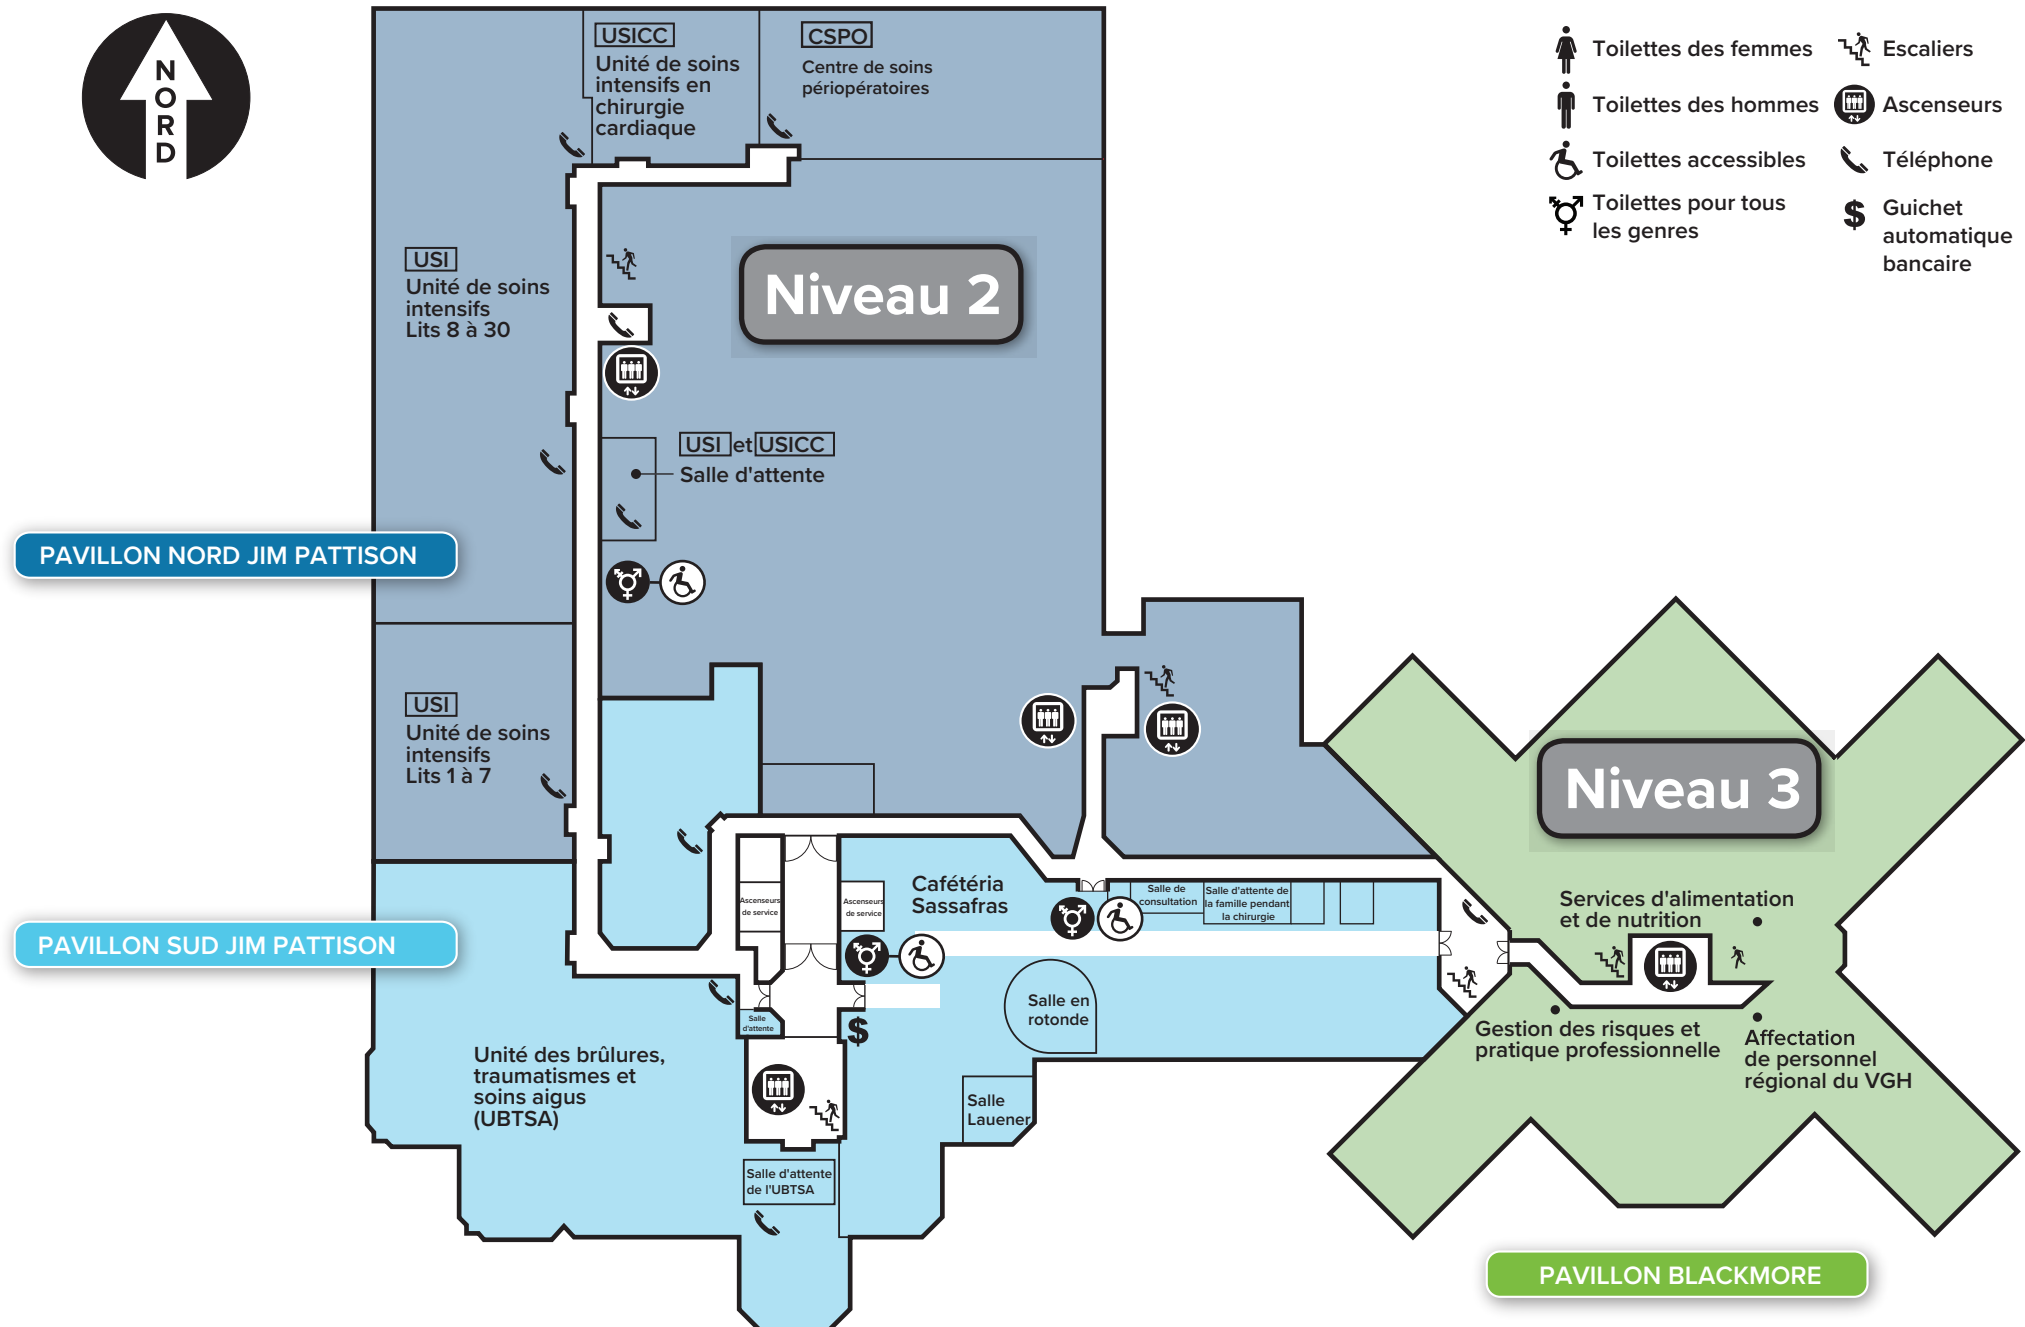 NORD
USICC
Unité de soins
intensifs en
chirurgie
cardiaque
CSPO
Centre de soins
périopératoires
Toilettes des femmes
Toilettes des hommes
Toilettes accessibles
Toilettes pour tous
les genres
Escaliers
Ascenseurs
Téléphone
$ Guichet
automatique
bancaire
USI
Unité de soins
intensifs
Lits 8 à 30
Niveau 2
USI et USICC
Salle d'attente
PAVILLON NORD JIM PATTISON
USI
Unité de soins
intensifs
Lits 1 à 7
Niveau 3
Ascenseurs
de service
Ascenseurs
de service
Cafétéria
Sassafras
Salle de
consultation
Salle d'attente de
la famille pendant
la chirurgie
Services d'alimentation
et de nutrition
PAVILLON SUD JIM PATTISON
Salle
d'attente
$
Salle en
rotonde
Gestion des risques et
pratique professionnelle
Affectation
de personnel
régional du VGH
Unité des brûlures,
traumatismes et
soins aigus
(UBTSA)
Salle
Lauener
Salle d'attente
de l'UBTSA
PAVILLON BLACKMORE